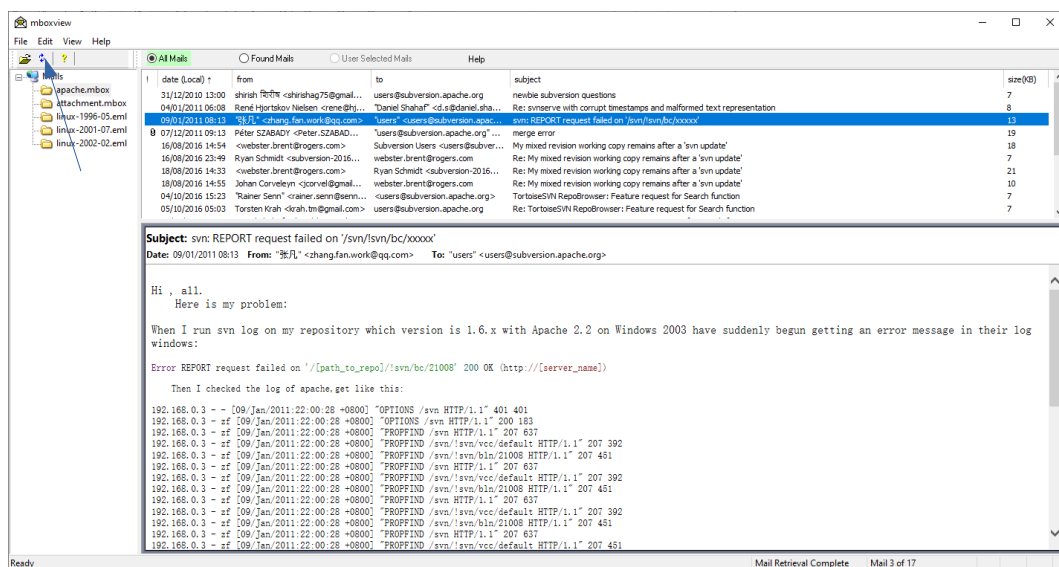 mboxview
File Edit View Help
All Mails Found Mails User Selected Mails Help
Mails
apache.mbox
attachment.mbox
linux-1996-05.eml
linux-2001-07.eml
linux-2002-02.eml
! date (Local) ↑ from to subject size(KB)
31/12/2010 13:00 shirish शिरीष <shirishag75@gmail... users@subversion.apache.org newbie subversion questions 7
04/01/2011 06:08 René Hjortskov Nielsen <rene@hj... "Daniel Shahaf" <d.s@daniel.sha... Re: svnserve with corrupt timestamps and malformed text representation 8
09/01/2011 08:13 "张凡" <zhang.fan.work@qq.com> "users" <users@subversion.apac... svn: REPORT request failed on '/svn/!svn/bc/xxxxx' 13
07/12/2011 09:13 Péter SZABADY <Peter.SZABAD... "users@subversion.apache.org" ... merge error 19
16/08/2016 14:54 <webster.brent@rogers.com> Subversion Users <users@subver... My mixed revision working copy remains after a 'svn update' 18
16/08/2016 23:49 Ryan Schmidt <subversion-2016... webster.brent@rogers.com Re: My mixed revision working copy remains after a 'svn update' 7
18/08/2016 14:33 <webster.brent@rogers.com> Ryan Schmidt <subversion-2016... Re: My mixed revision working copy remains after a 'svn update' 21
18/08/2016 14:55 Johan Corveleyn <jcorvel@gmail... webster.brent@rogers.com Re: My mixed revision working copy remains after a 'svn update' 10
04/10/2016 15:23 "Rainer Senn" <rainer.senn@senn... <users@subversion.apache.org> TortoiseSVN RepoBrowser: Feature request for Search function 7
05/10/2016 05:03 Torsten Krah <krah.tm@gmail.com> users@subversion.apache.org Re: TortoiseSVN RepoBrowser: Feature request for Search function 7
Subject: svn: REPORT request failed on '/svn/!svn/bc/xxxxx'
Date: 09/01/2011 08:13 From: "张凡" <zhang.fan.work@qq.com> To: "users" <users@subversion.apache.org>
Hi , all.
Here is my problem:
When I run svn log on my repository which version is 1.6.x with Apache 2.2 on Windows 2003 have suddenly begun getting an error message in their log
windows:
Error REPORT request failed on '/[path_to_repo]/!svn/bc/21008' 200 OK (http://[server_name])
Then I checked the log of apache,get like this:
192.168.0.3 - - [09/Jan/2011:22:00:28 +0800] "OPTIONS /svn HTTP/1.1" 401 401
192.168.0.3 - zf [09/Jan/2011:22:00:28 +0800] "OPTIONS /svn HTTP/1.1" 200 183
192.168.0.3 - zf [09/Jan/2011:22:00:28 +0800] "PROPFIND /svn HTTP/1.1" 207 637
192.168.0.3 - zf [09/Jan/2011:22:00:28 +0800] "PROPFIND /svn/!svn/vcc/default HTTP/1.1" 207 392
192.168.0.3 - zf [09/Jan/2011:22:00:28 +0800] "PROPFIND /svn/!svn/bln/21008 HTTP/1.1" 207 451
192.168.0.3 - zf [09/Jan/2011:22:00:28 +0800] "PROPFIND /svn HTTP/1.1" 207 637
192.168.0.3 - zf [09/Jan/2011:22:00:28 +0800] "PROPFIND /svn/!svn/vcc/default HTTP/1.1" 207 392
192.168.0.3 - zf [09/Jan/2011:22:00:28 +0800] "PROPFIND /svn/!svn/bln/21008 HTTP/1.1" 207 451
192.168.0.3 - zf [09/Jan/2011:22:00:28 +0800] "PROPFIND /svn HTTP/1.1" 207 637
192.168.0.3 - zf [09/Jan/2011:22:00:28 +0800] "PROPFIND /svn/!svn/vcc/default HTTP/1.1" 207 392
192.168.0.3 - zf [09/Jan/2011:22:00:28 +0800] "PROPFIND /svn/!svn/bln/21008 HTTP/1.1" 207 451
192.168.0.3 - zf [09/Jan/2011:22:00:28 +0800] "PROPFIND /svn HTTP/1.1" 207 637
192.168.0.3 - zf [09/Jan/2011:22:00:28 +0800] "PROPFIND /svn/!svn/vcc/default HTTP/1.1" 207 451
Ready Mail Retrieval Complete Mail 3 of 17